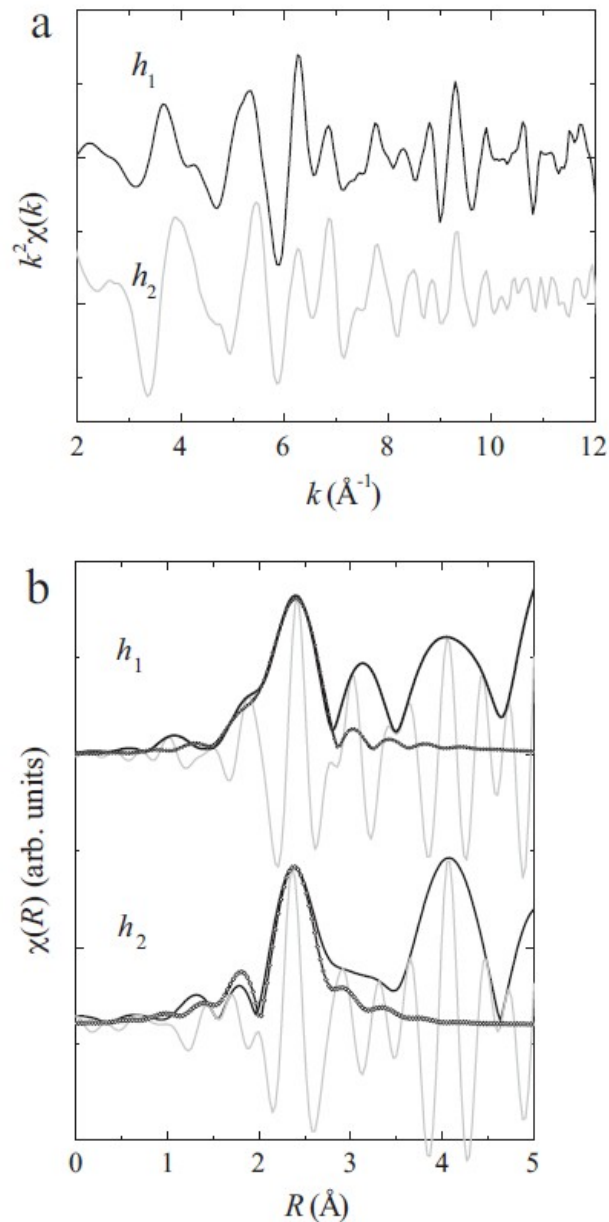 a
h₁
h₂
k²χ(k)
2 4 6 8 10 12
k (Å⁻¹)
b
h₁
h₂
χ(R) (arb. units)
0 1 2 3 4 5
R (Å)